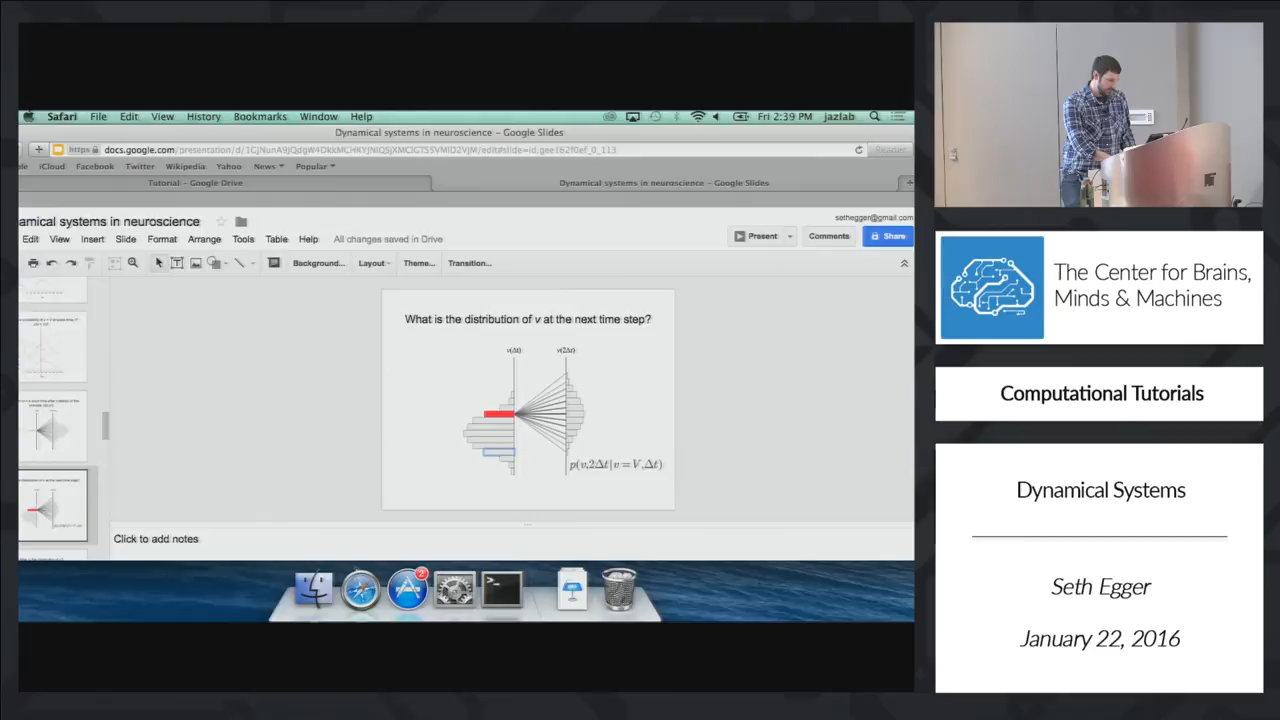 Safari File Edit View History Bookmarks Window Help Fri 2:39 PM jazlab
Dynamical systems in neuroscience – Google Slides
https docs.google.com
iCloud Facebook Twitter Wikipedia Yahoo News Popular
Tutorial – Google Drive
Dynamical systems in neuroscience – Google Slides
amical systems in neuroscience
sethegger@gmail.com
Edit View Insert Slide Format Arrange Tools Table Help All changes saved in Drive
Present Comments Share
Background... Layout Theme... Transition...
What is the distribution of v at the next time step?
v(Δt) v(2Δt)
p(v,2Δt|v = V,Δt)
Click to add notes
2
The Center for Brains,
Minds & Machines
Computational Tutorials
Dynamical Systems
Seth Egger
January 22, 2016